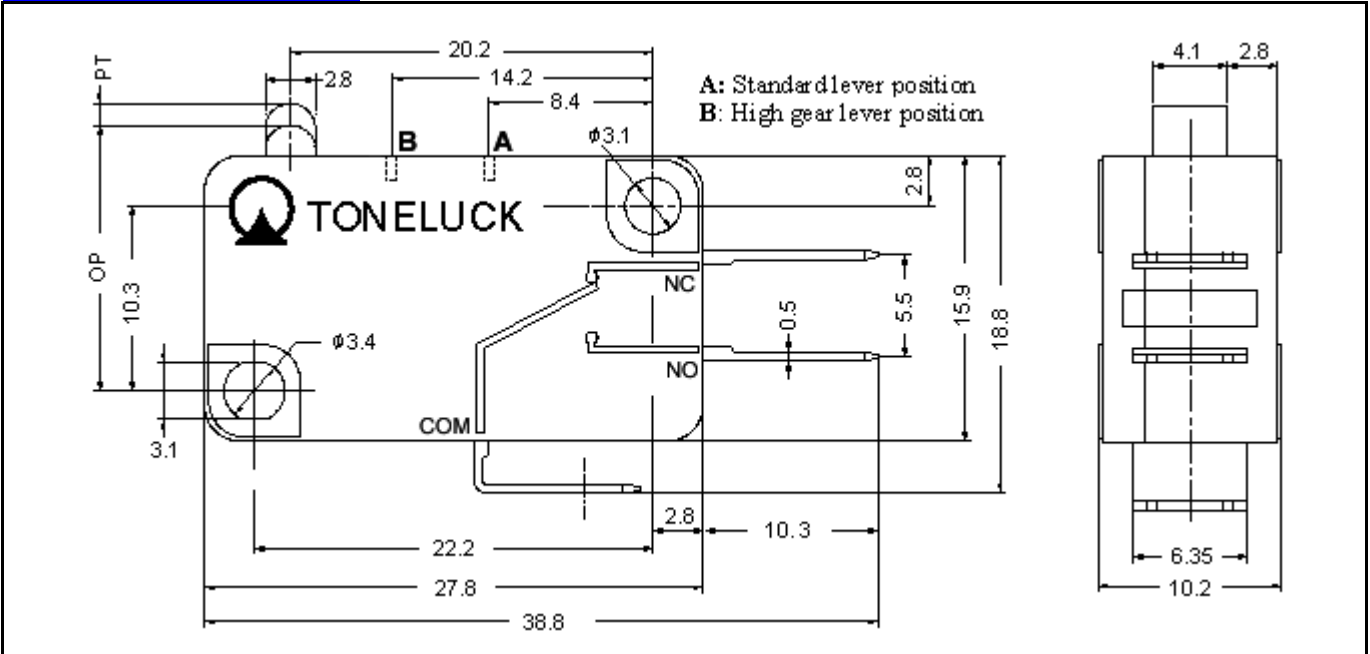 20.2
4.1
2.8
PT
2.8
14.2
A: Standard lever position
B: High gear lever position
8.4
ϕ3.1
B
A
2.8
TONELUCK
OP
10.3
NC
0.5
5.5
15.9
18.8
ϕ3.4
NO
COM
3.1
2.8
10.3
22.2
6.35
27.8
10.2
38.8